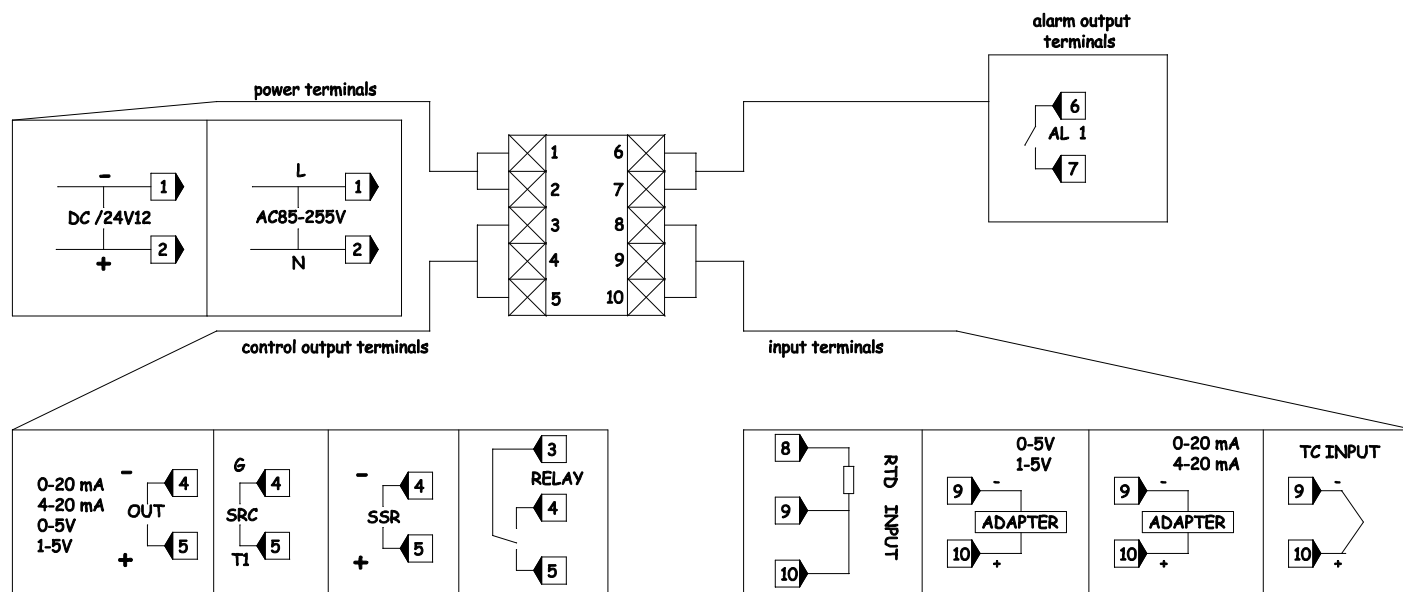 alarm output
terminals
6
AL 1
7
power terminals
- 1
DC /24V12
2
+
L
1
AC85-255V
2
N
1 6
2 7
3 8
4 9
5 10
control output terminals
input terminals
0-20 mA
4-20 mA
0-5V
1-5V
-
4
OUT
5
+
G
4
SRC
5
T1
-
4
SSR
5
+
3
RELAY
4
5
8
9
10
RTD INPUT
0-5V
1-5V
9 -
ADAPTER
10 +
0-20 mA
4-20 mA
9 -
ADAPTER
10 +
TC INPUT
9 -
10 +